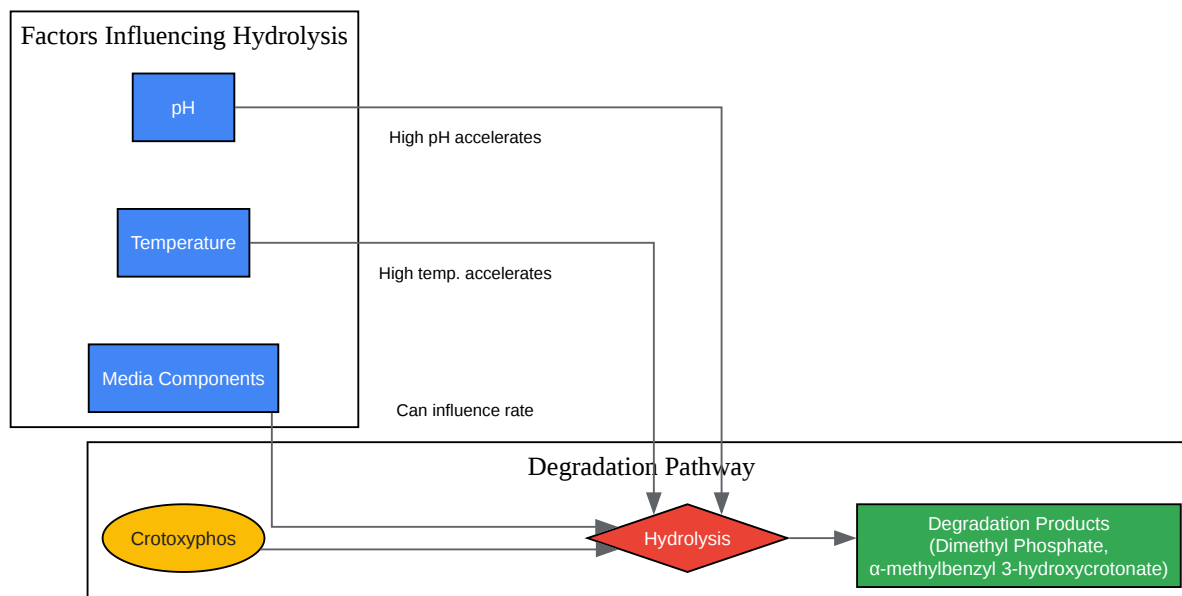 Factors Influencing Hydrolysis
pH
High pH accelerates
Temperature
High temp. accelerates
Media Components
Can influence rate
Degradation Pathway
Crotoxyphos
Hydrolysis
Degradation Products
(Dimethyl Phosphate,
α-methylbenzyl 3-hydroxycrotonate)